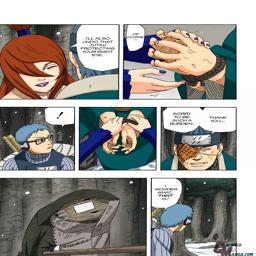 I'LL ALSO
UNDO THAT
JUTSU
PROTECTING
YOUR RIGHT
EYE.
OF
COURSE
!
SORRY
TO BE
SUCH A
BURDEN.
THANK
YOU...
I
WONDER
WHAT
THAT
IS?